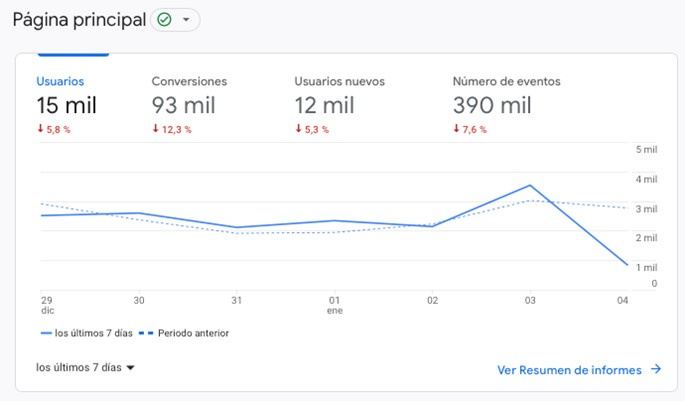 Página principal
Usuarios Conversiones Usuarios nuevos Número de eventos
15 mil 93 mil 12 mil 390 mil
↓ 5,8 % ↓ 12,3 % ↓ 5,3 % ↓ 7,6 %
5 mil
4 mil
3 mil
2 mil
1 mil
0
29 30 31 01 02 03 04
dic ene
los últimos 7 días Periodo anterior
los últimos 7 días Ver Resumen de informes